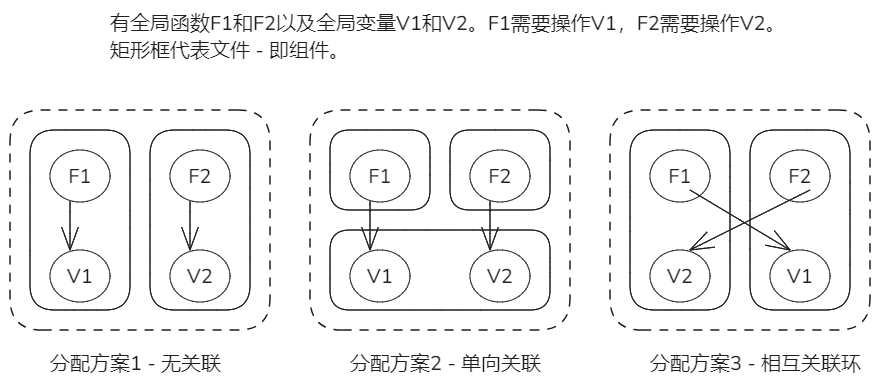 有全局函数F1和F2以及全局变量V1和V2。F1需要操作V1，F2需要操作V2。
矩形框代表文件 - 即组件。
F1 F2 F1 F2 F1 F2
V1 V2 V1 V2 V2 V1
分配方案1 - 无关联 分配方案2 - 单向关联 分配方案3 - 相互关联环